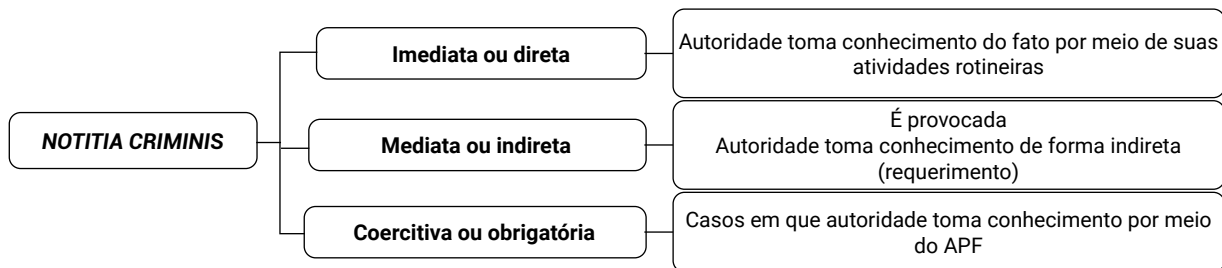 NOTITIA CRIMINIS
Imediata ou direta
Autoridade toma conhecimento do fato por meio de suas
atividades rotineiras
Mediata ou indireta
É provocada
Autoridade toma conhecimento de forma indireta
(requerimento)
Coercitiva ou obrigatória
Casos em que autoridade toma conhecimento por meio
do APF